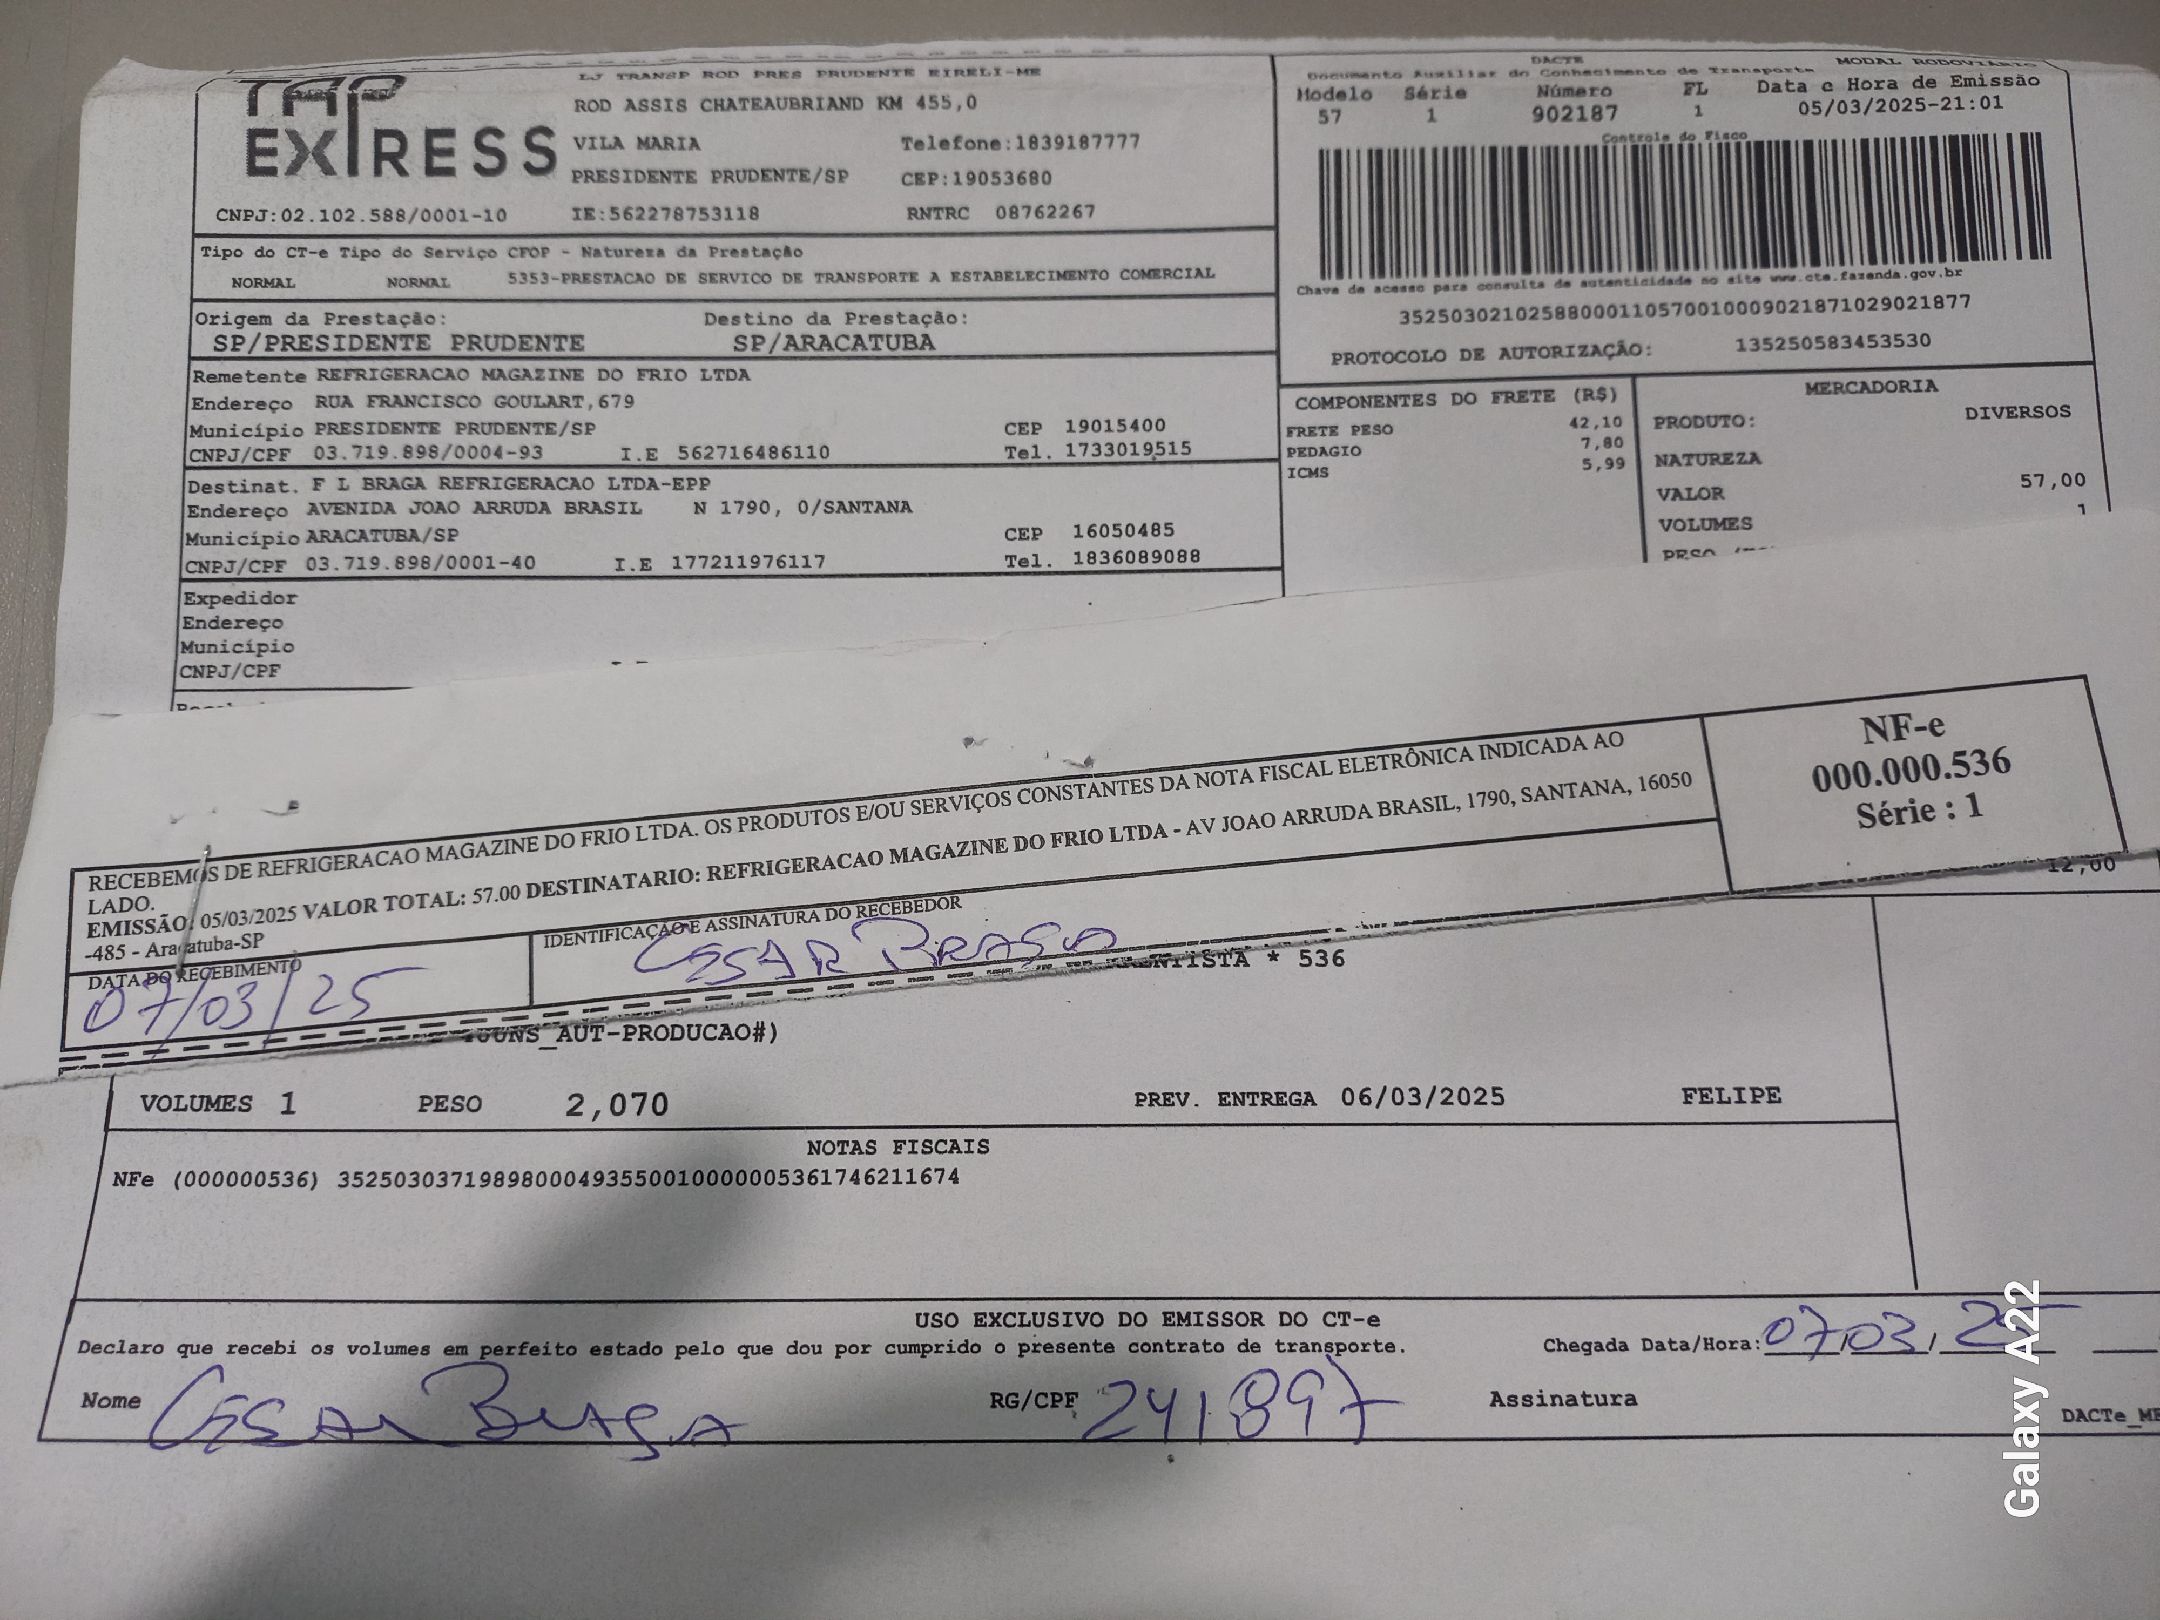 TAP
EXPRESS
LJ TRANSP ROD PRES PRUDENTE EIRELI-ME
ROD ASSIS CHATEAUBRIAND KM 455,0
VILA MARIA Telefone:1839187777
PRESIDENTE PRUDENTE/SP CEP:19053680
CNPJ:02.102.588/0001-10 IE:562278753118 RNTRC 08762267
DACTE MODAL RODOVIÁRIO
Documento Auxiliar do Conhecimento de Transporte
Modelo Série Número FL Data e Hora de Emissão
57 1 902187 1 05/03/2025-21:01
Controle do Fisco
Chave de acesso para consulta de autenticidade no site www.cte.fazenda.gov.br
35250302102588000110570010009021871029021877
PROTOCOLO DE AUTORIZAÇÃO: 135250583453530
Tipo do CT-e Tipo do Serviço CFOP - Natureza da Prestação
NORMAL NORMAL 5353-PRESTACAO DE SERVICO DE TRANSPORTE A ESTABELECIMENTO COMERCIAL
Origem da Prestação: Destino da Prestação:
SP/PRESIDENTE PRUDENTE SP/ARACATUBA
Remetente REFRIGERACAO MAGAZINE DO FRIO LTDA
Endereço RUA FRANCISCO GOULART,679
Município PRESIDENTE PRUDENTE/SP CEP 19015400
CNPJ/CPF 03.719.898/0004-93 I.E 562716486110 Tel. 1733019515
Destinat. F L BRAGA REFRIGERACAO LTDA-EPP
Endereço AVENIDA JOAO ARRUDA BRASIL N 1790, 0/SANTANA
Município ARACATUBA/SP CEP 16050485
CNPJ/CPF 03.719.898/0001-40 I.E 177211976117 Tel. 1836089088
Expedidor
Endereço
Município
CNPJ/CPF
COMPONENTES DO FRETE (R$)
FRETE PESO 42,10
PEDAGIO 7,80
ICMS 5,99
MERCADORIA
PRODUTO: DIVERSOS
NATUREZA
VALOR 57,00
VOLUMES 1
PESO
RECEBEMOS DE REFRIGERACAO MAGAZINE DO FRIO LTDA. OS PRODUTOS E/OU SERVIÇOS CONSTANTES DA NOTA FISCAL ELETRÔNICA INDICADA AO
LADO.
EMISSÃO: 05/03/2025 VALOR TOTAL: 57.00 DESTINATARIO: REFRIGERACAO MAGAZINE DO FRIO LTDA - AV JOAO ARRUDA BRASIL, 1790, SANTANA, 16050
-485 - Araçatuba-SP
NF-e
000.000.536
Série : 1
DATA DO RECEBIMENTO IDENTIFICAÇÃO E ASSINATURA DO RECEBEDOR
07/03/25 CESAR BRAGA
12,00
* 536
AUT-PRODUCAO#)
VOLUMES 1 PESO 2,070 PREV. ENTREGA 06/03/2025 FELIPE
NOTAS FISCAIS
NFe (000000536) 35250303719898000493550010000005361746211674
USO EXCLUSIVO DO EMISSOR DO CT-e
Declaro que recebi os volumes em perfeito estado pelo que dou por cumprido o presente contrato de transporte. Chegada Data/Hora: 07/03/25
Nome CESAR BRAGA RG/CPF 241897 Assinatura
DACTe_ME
Galaxy A22